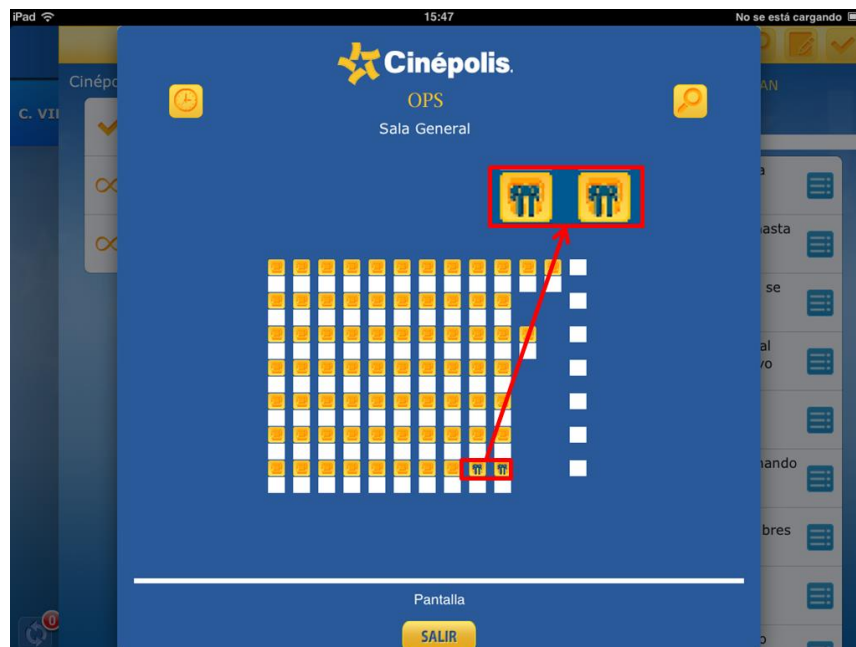 iPad
15:47
No se está cargando
Cinépolis.
OPS
Cinépo
AN
C. VII
Sala General
a
asta
se
al
vo
nando
bres
Pantalla
0
SALIR
o